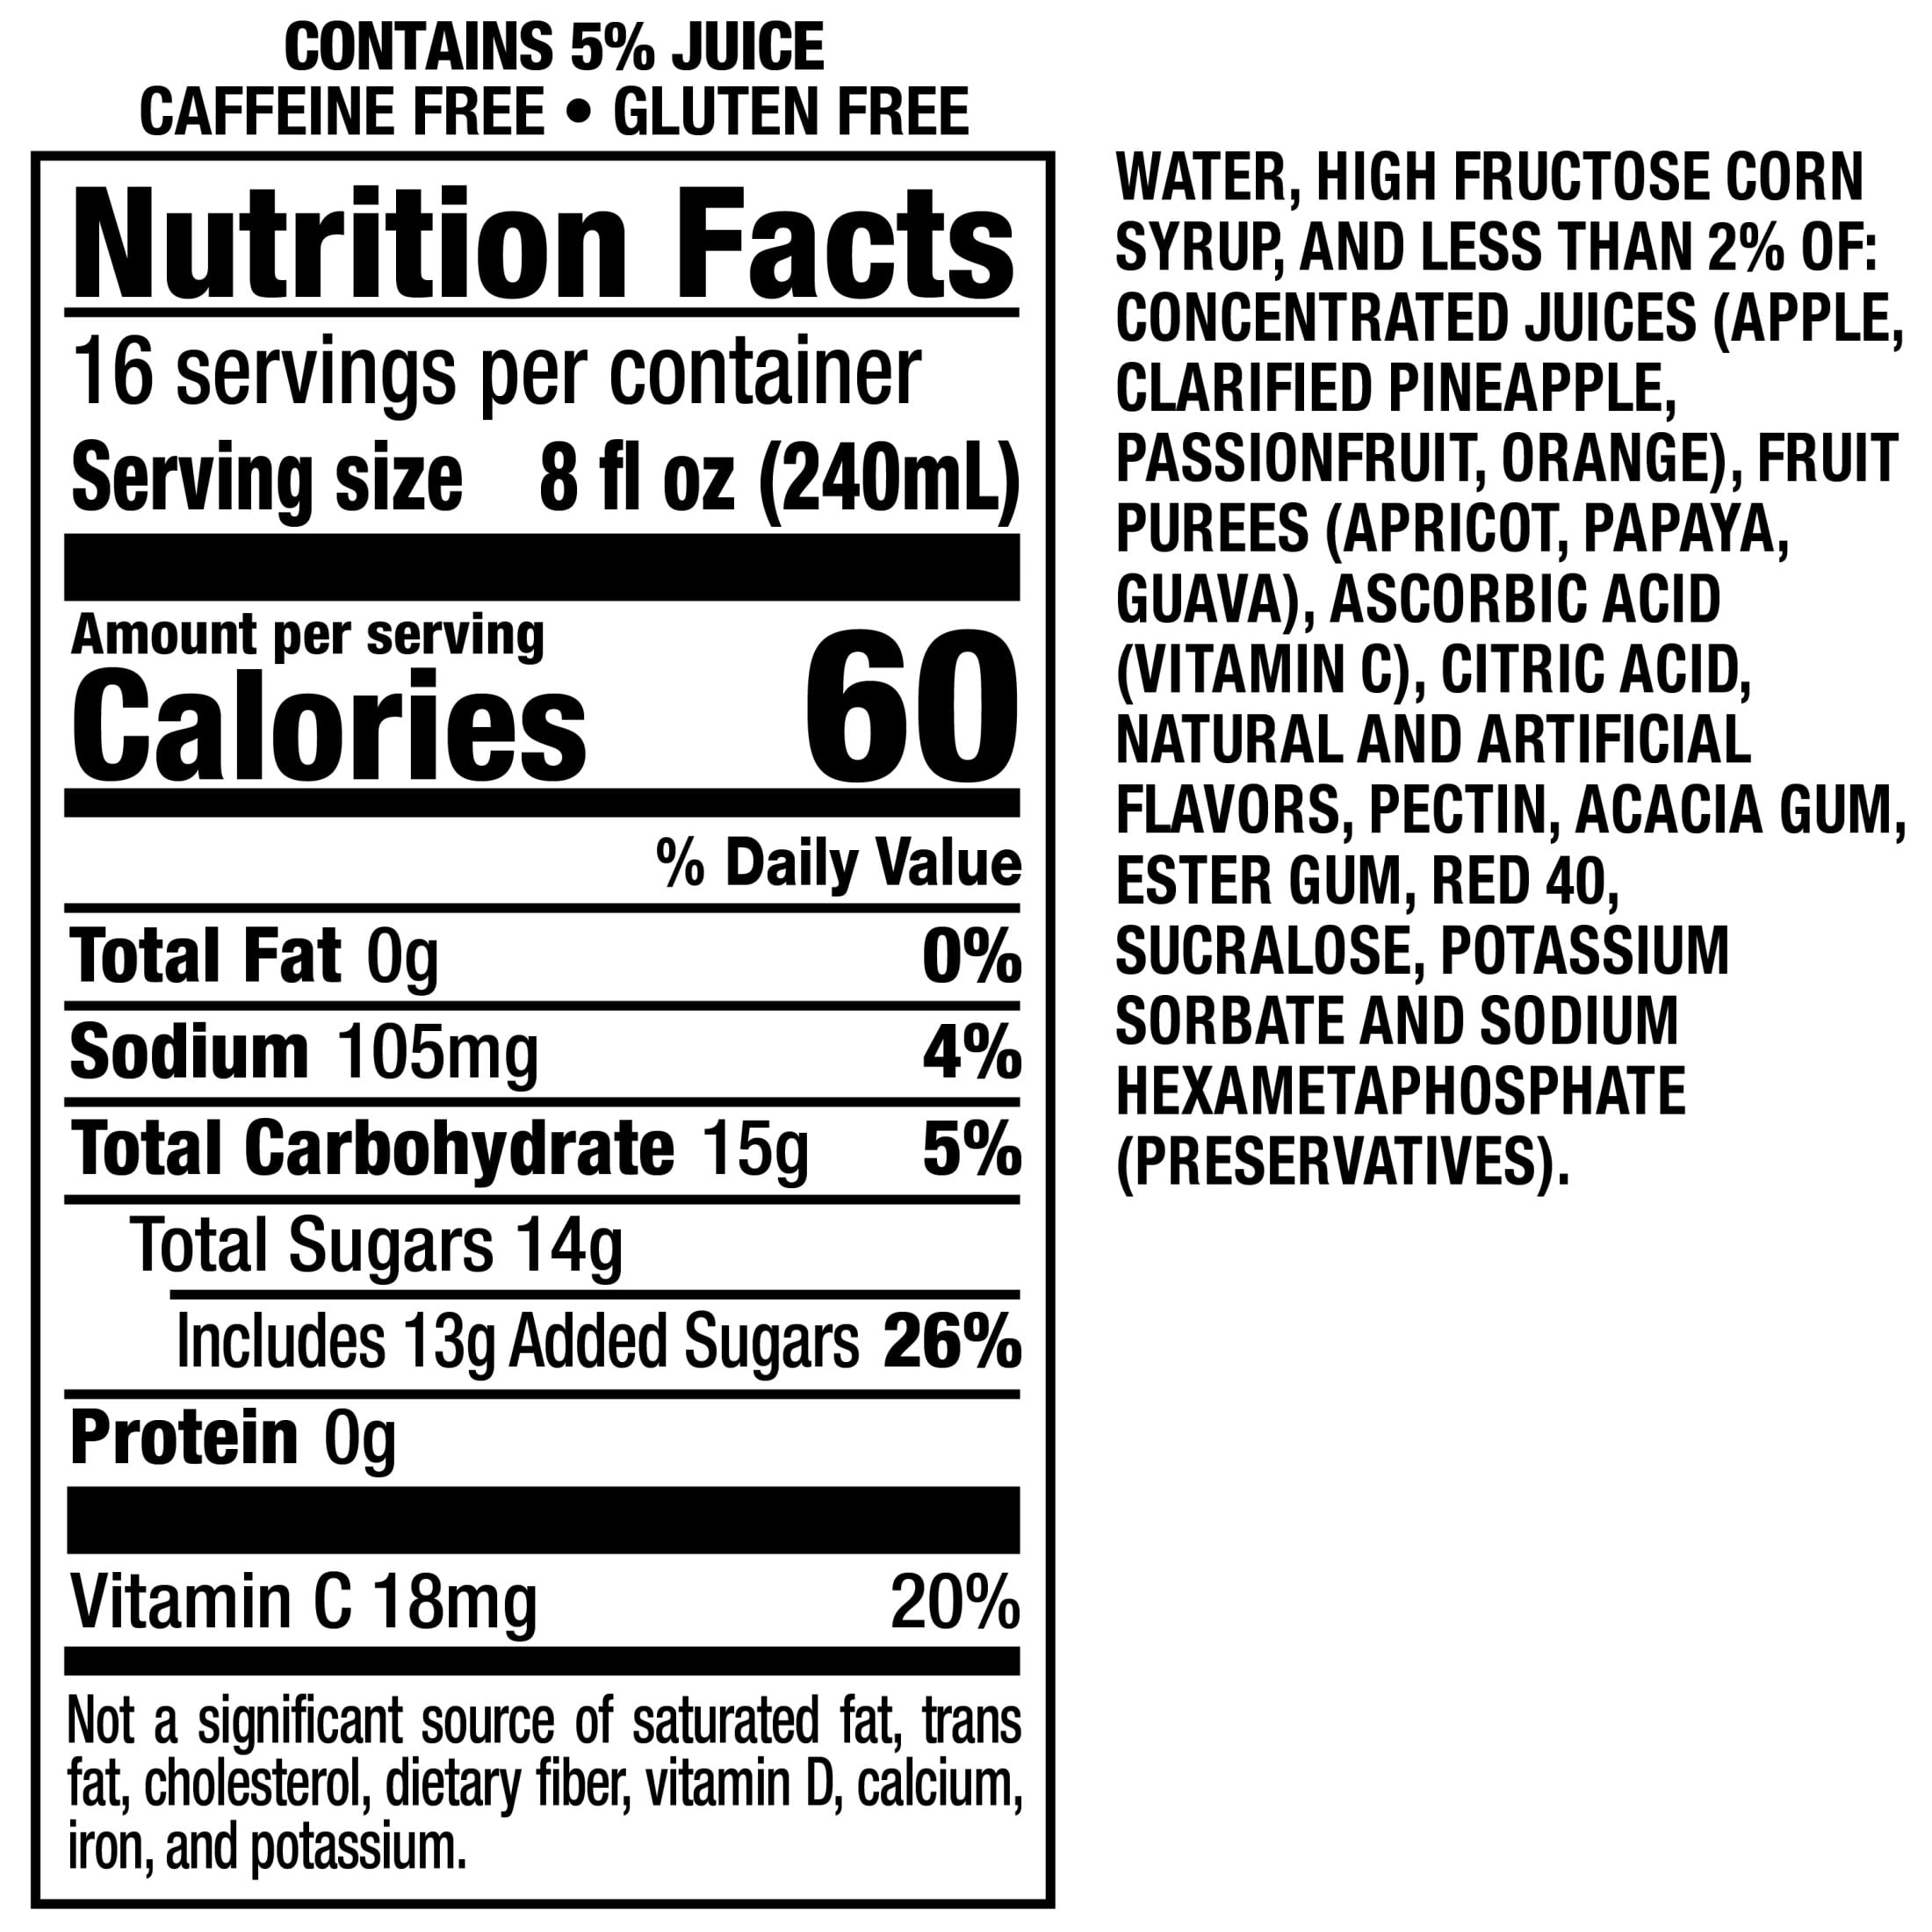 CONTAINS 5% JUICE
CAFFEINE FREE • GLUTEN FREE
Nutrition Facts
16 servings per container
Serving size 8 fl oz (240mL)
Amount per serving
Calories 60
% Daily Value
Total Fat 0g 0%
Sodium 105mg 4%
Total Carbohydrate 15g 5%
Total Sugars 14g
Includes 13g Added Sugars 26%
Protein 0g
Vitamin C 18mg 20%
Not a significant source of saturated fat, trans
fat, cholesterol, dietary fiber, vitamin D, calcium,
iron, and potassium.
WATER, HIGH FRUCTOSE CORN
SYRUP, AND LESS THAN 2% OF:
CONCENTRATED JUICES (APPLE,
CLARIFIED PINEAPPLE,
PASSIONFRUIT, ORANGE), FRUIT
PUREES (APRICOT, PAPAYA,
GUAVA), ASCORBIC ACID
(VITAMIN C), CITRIC ACID,
NATURAL AND ARTIFICIAL
FLAVORS, PECTIN, ACACIA GUM,
ESTER GUM, RED 40,
SUCRALOSE, POTASSIUM
SORBATE AND SODIUM
HEXAMETAPHOSPHATE
(PRESERVATIVES).